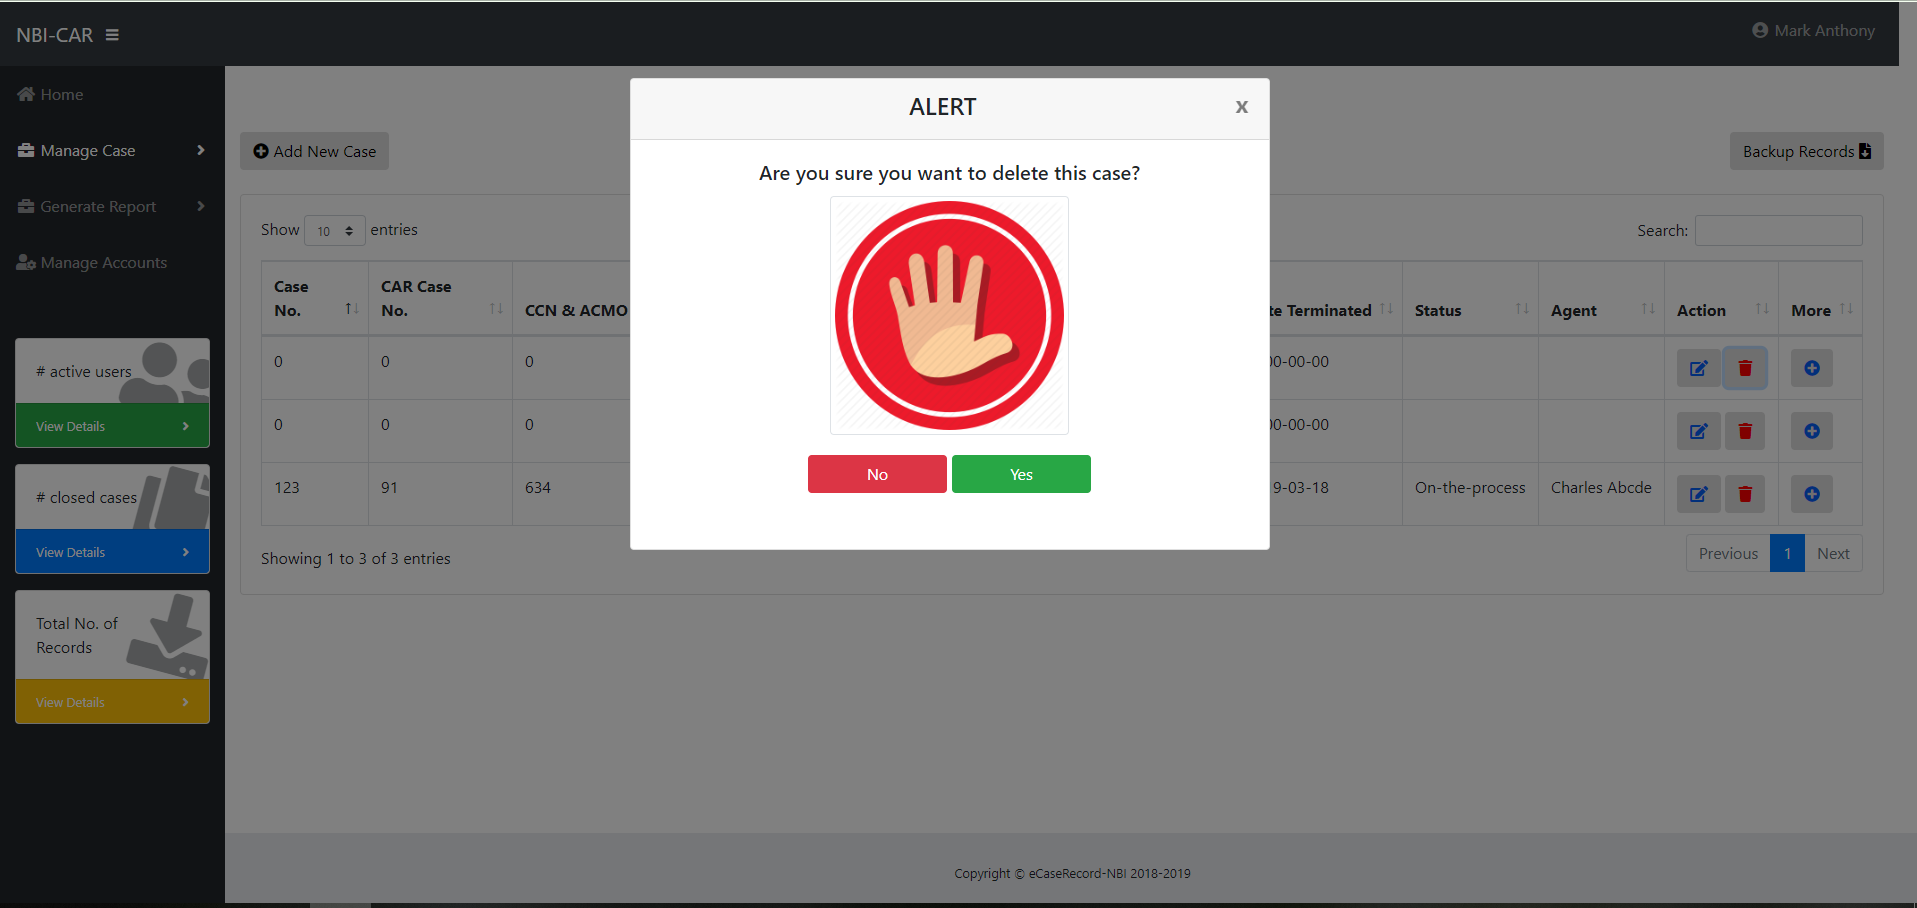 NBI-CAR
Mark Anthony
Home
Manage Case
Generate Report
Manage Accounts
# active users
View Details
# closed cases
View Details
Total No. of
Records
View Details
Add New Case
Backup Records
ALERT
x
Are you sure you want to delete this case?
No
Yes
Show 10 entries
Search:
Case No. CAR Case No. CCN & ACMO te Terminated Status Agent Action More
0 0 0 00-00-00
0 0 0 00-00-00
123 91 634 9-03-18 On-the-process Charles Abcde
Showing 1 to 3 of 3 entries
Previous 1 Next
Copyright © eCaseRecord-NBI 2018-2019